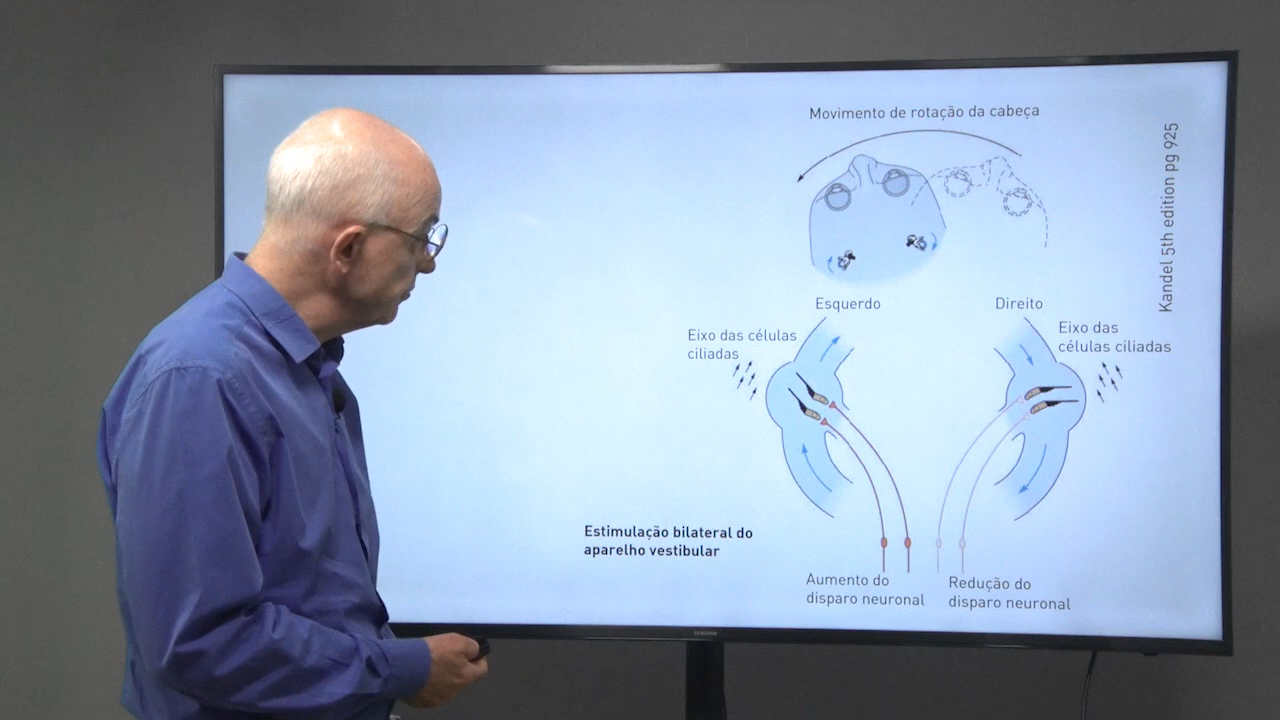 Movimento de rotação da cabeça
Kandel 5th edition pg 925
Esquerdo
Direito
Eixo das células
ciliadas
Eixo das
células ciliadas
Estimulação bilateral do
aparelho vestibular
Aumento do
disparo neuronal
Redução do
disparo neuronal
SAMSUNG